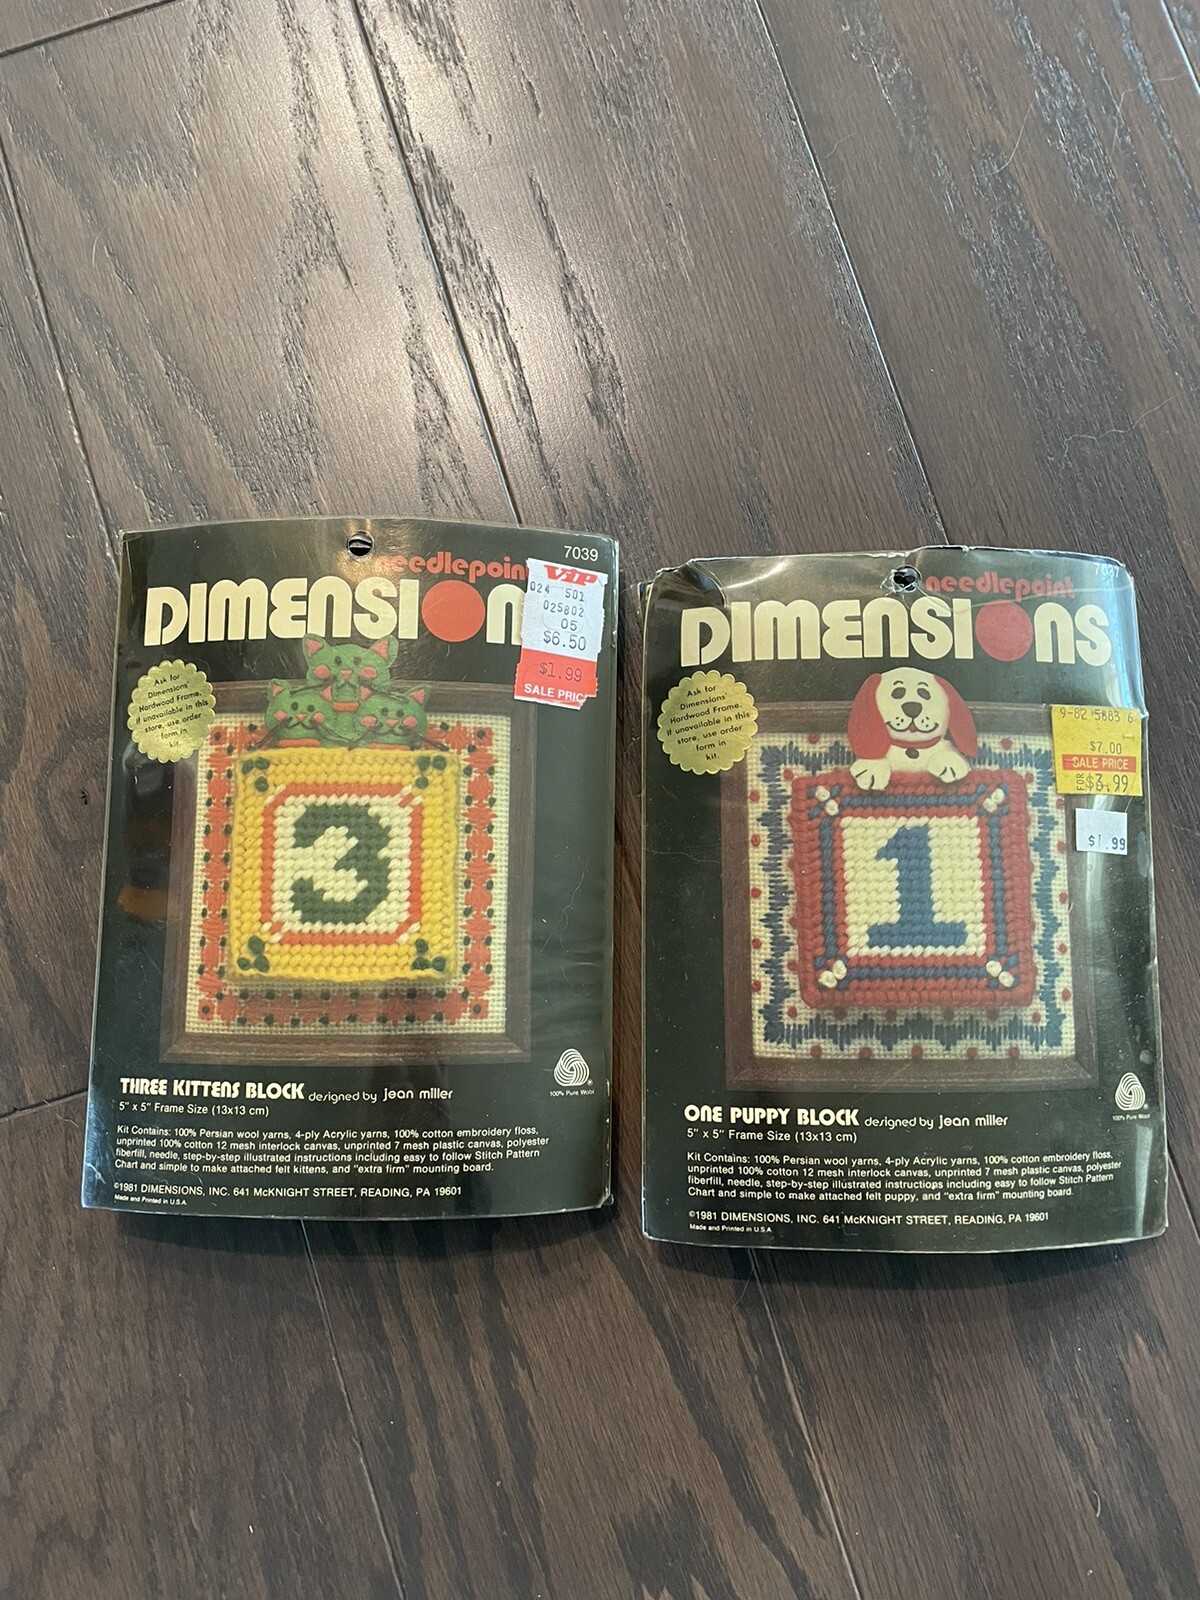 7039
needlepoint
DIMENSION
ViP
024 501
025802
05
$6.50
$1.99
SALE PRIC
Ask for
Dimensions'
Hardwood Frame.
If unavailable in this
store, use order
form in
kit.
3
THREE KITTENS BLOCK designed by jean miller
5" x 5" Frame Size (13x13 cm)
100% Pure Wool
Kit Contains: 100% Persian wool yarns, 4-ply Acrylic yarns, 100% cotton embroidery floss,
unprinted 100% cotton 12 mesh interlock canvas, unprinted 7 mesh plastic canvas, polyester
fiberfill, needle, step-by-step illustrated instructions including easy to follow Stitch Pattern
Chart and simple to make attached felt kittens, and "extra firm" mounting board.
©1981 DIMENSIONS, INC. 641 McKNIGHT STREET, READING, PA 19601
Made and Printed in U.S.A.
needlepoint
DIMENSIONS
Ask for
Dimensions'
Hardwood Frame.
If unavailable in this
store, use order
form in
kit.
9-82 5883 6
$7.00
SALE PRICE
FOR $3.99
$1.99
1
ONE PUPPY BLOCK designed by jean miller
5" x 5" Frame Size (13x13 cm)
100% Pure Wool
Kit Contains: 100% Persian wool yarns, 4-ply Acrylic yarns, 100% cotton embroidery floss,
unprinted 100% cotton 12 mesh interlock canvas, unprinted 7 mesh plastic canvas, polyester
fiberfill, needle, step-by-step illustrated instructions including easy to follow Stitch Pattern
Chart and simple to make attached felt puppy, and "extra firm" mounting board.
©1981 DIMENSIONS, INC. 641 McKNIGHT STREET, READING, PA 19601
Made and Printed in U.S.A.